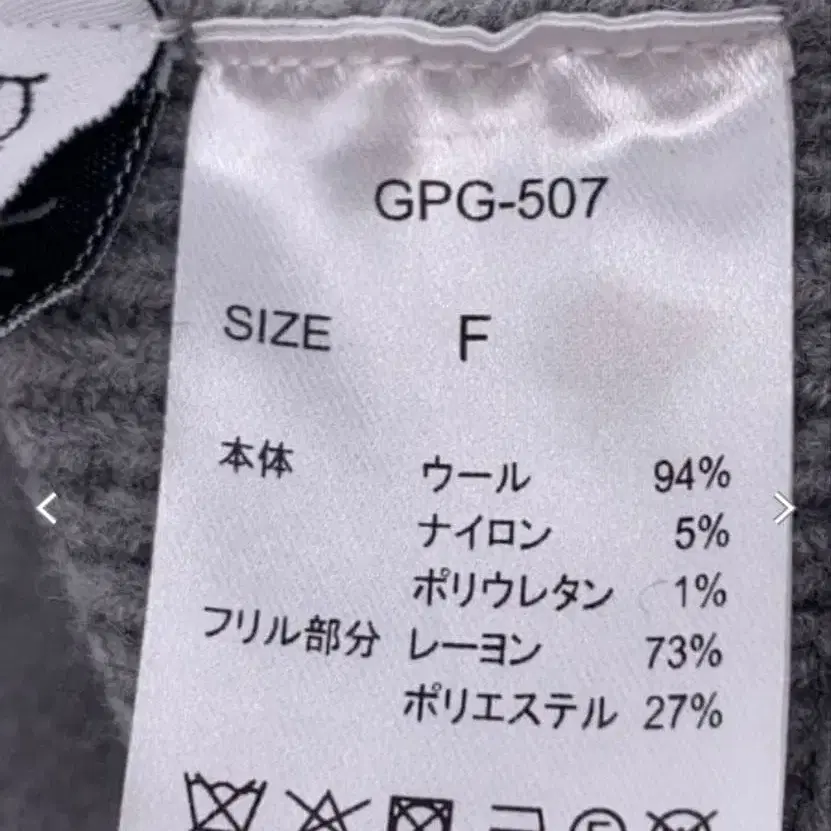 GPG-507
SIZE F
本体 ウール 94%
ナイロン 5%
ポリウレタン 1%
フリル部分 レーヨン 73%
ポリエステル 27%